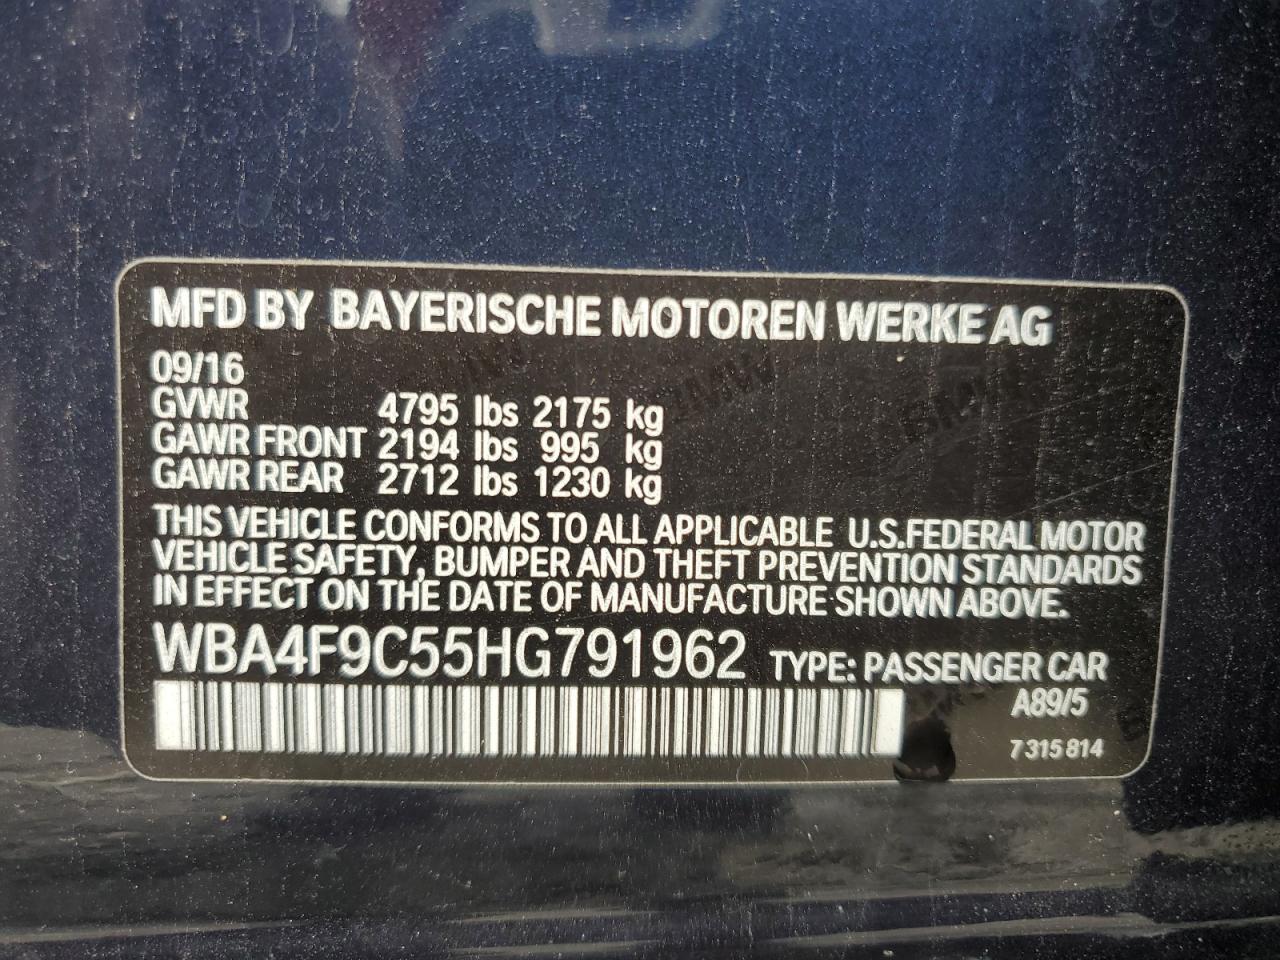 MFD BY BAYERISCHE MOTOREN WERKE AG
09/16
GVWR 4795 lbs 2175 kg
GAWR FRONT 2194 lbs 995 kg
GAWR REAR 2712 lbs 1230 kg
THIS VEHICLE CONFORMS TO ALL APPLICABLE U.S.FEDERAL MOTOR
VEHICLE SAFETY, BUMPER AND THEFT PREVENTION STANDARDS
IN EFFECT ON THE DATE OF MANUFACTURE SHOWN ABOVE.
WBA4F9C55HG791962 TYPE: PASSENGER CAR
A89/5
7 315 814